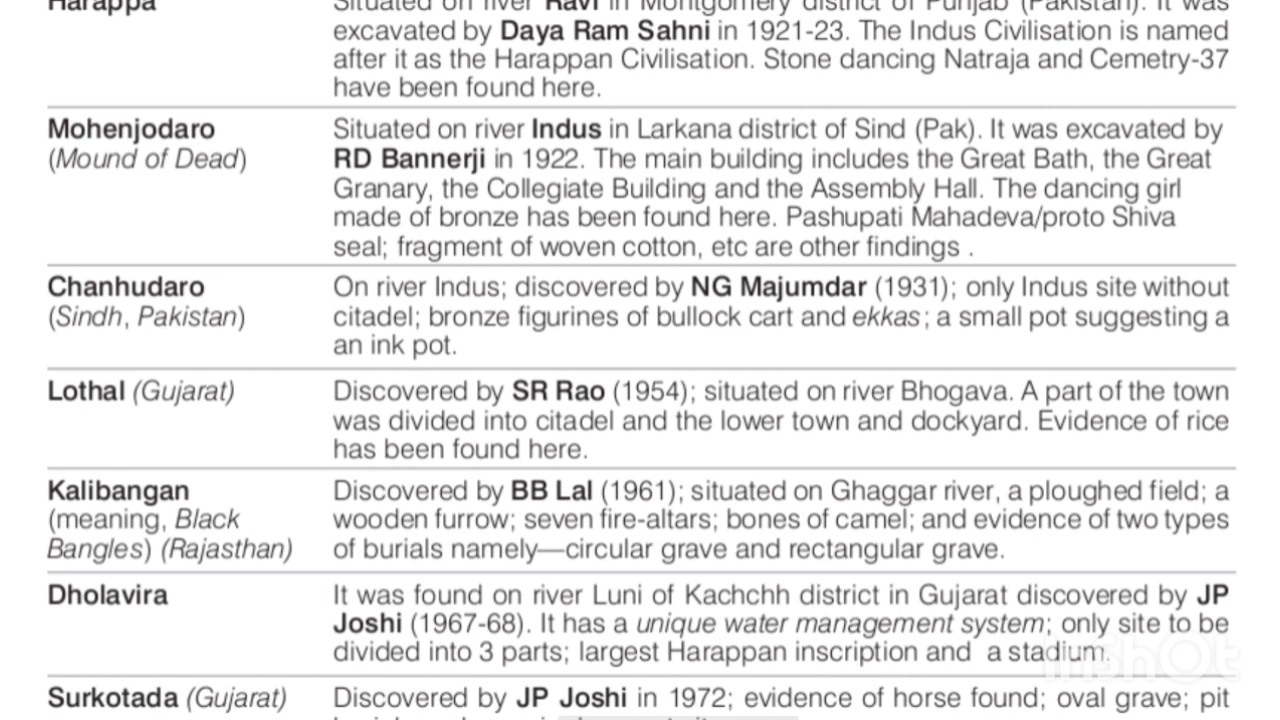 Harappa
Situated on river Ravi in Montgomery district of Punjab (Pakistan). It was
excavated by Daya Ram Sahni in 1921-23. The Indus Civilisation is named
after it as the Harappan Civilisation. Stone dancing Natraja and Cemetry-37
have been found here.
Mohenjodaro
(Mound of Dead)
Situated on river Indus in Larkana district of Sind (Pak). It was excavated by
RD Bannerji in 1922. The main building includes the Great Bath, the Great
Granary, the Collegiate Building and the Assembly Hall. The dancing girl
made of bronze has been found here. Pashupati Mahadeva/proto Shiva
seal; fragment of woven cotton, etc are other findings .
Chanhudaro
(Sindh, Pakistan)
On river Indus; discovered by NG Majumdar (1931); only Indus site without
citadel; bronze figurines of bullock cart and ekkas; a small pot suggesting a
an ink pot.
Lothal (Gujarat)
Discovered by SR Rao (1954); situated on river Bhogava. A part of the town
was divided into citadel and the lower town and dockyard. Evidence of rice
has been found here.
Kalibangan
(meaning, Black
Bangles) (Rajasthan)
Discovered by BB Lal (1961); situated on Ghaggar river, a ploughed field; a
wooden furrow; seven fire-altars; bones of camel; and evidence of two types
of burials namely—circular grave and rectangular grave.
Dholavira
It was found on river Luni of Kachchh district in Gujarat discovered by JP
Joshi (1967-68). It has a unique water management system; only site to be
divided into 3 parts; largest Harappan inscription and a stadium.
InShOt
Surkotada (Gujarat)
Discovered by JP Joshi in 1972; evidence of horse found; oval grave; pit